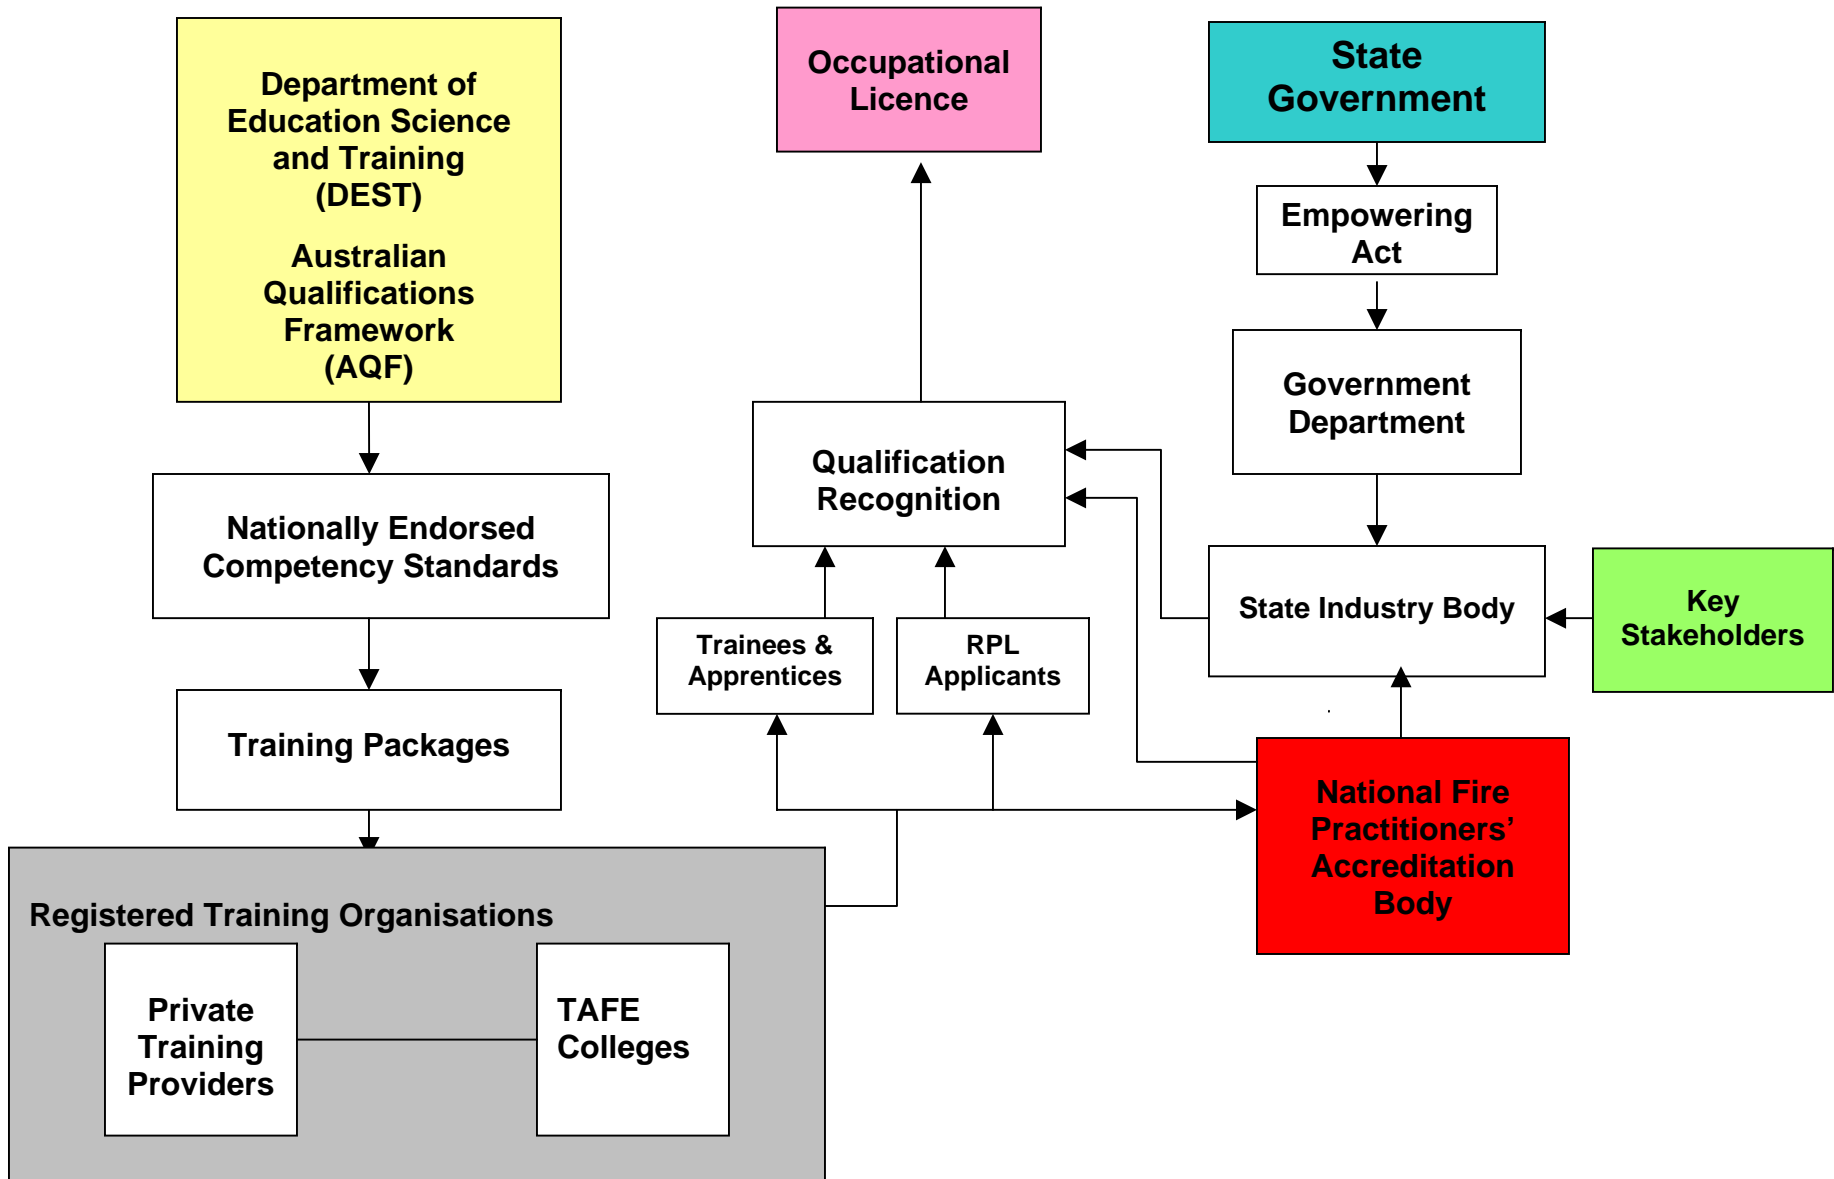 Department of
Education Science
and Training
(DEST)
Australian
Qualifications
Framework
(AQF)
Occupational
Licence
State
Government
Empowering
Act
Government
Department
Qualification
Recognition
Nationally Endorsed
Competency Standards
Trainees &
Apprentices
RPL
Applicants
State Industry Body
Key
Stakeholders
Training Packages
National Fire
Practitioners’
Accreditation
Body
Registered Training Organisations
Private
Training
Providers
TAFE
Colleges